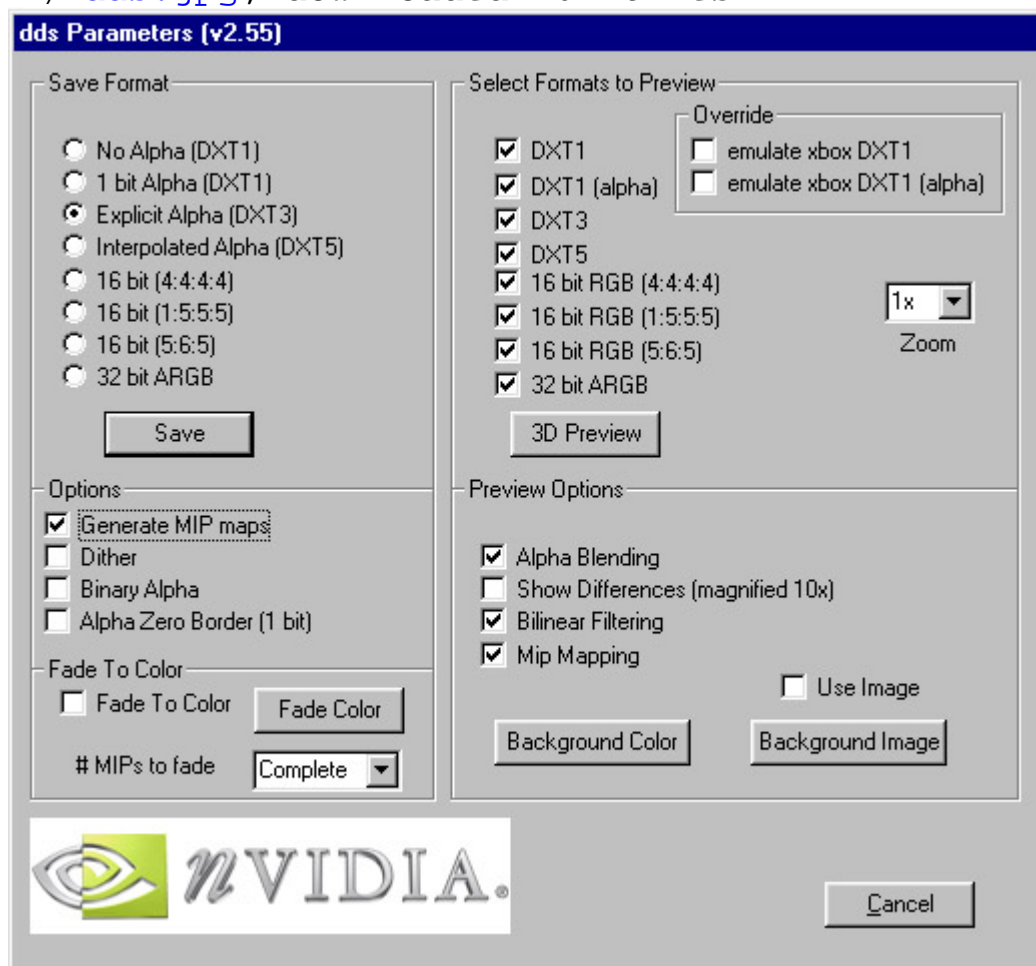 dds Parameters (v2.55)
Save Format
No Alpha (DXT1)
1 bit Alpha (DXT1)
Explicit Alpha (DXT3)
Interpolated Alpha (DXT5)
16 bit (4:4:4:4)
16 bit (1:5:5:5)
16 bit (5:6:5)
32 bit ARGB
Save
Options
Generate MIP maps
Dither
Binary Alpha
Alpha Zero Border (1 bit)
Fade To Color
Fade To Color
Fade Color
# MIPs to fade
Complete
Select Formats to Preview
Override
emulate xbox DXT1
emulate xbox DXT1 (alpha)
DXT1
DXT1 (alpha)
DXT3
DXT5
16 bit RGB (4:4:4:4)
16 bit RGB (1:5:5:5)
16 bit RGB (5:6:5)
32 bit ARGB
1x
Zoom
3D Preview
Preview Options
Alpha Blending
Show Differences (magnified 10x)
Bilinear Filtering
Mip Mapping
Use Image
Background Color
Background Image
nVIDIA.
Cancel